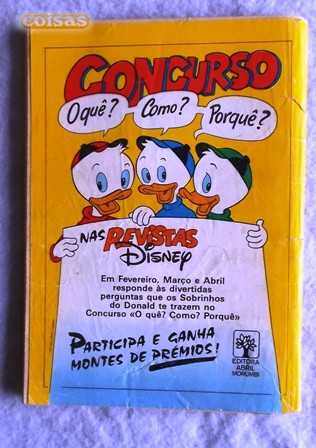 coisas
CONCURSO
O quê? Como? Porquê?
NAS REVISTAS
Disney
Em Fevereiro, Março e Abril
responde às divertidas
perguntas que os Sobrinhos
do Donald te trazem no
Concurso «O quê? Como? Porquê»
PARTICIPA E GANHA
MONTES DE PRÉMIOS!
EDITORA
ABRIL
MORUMBI